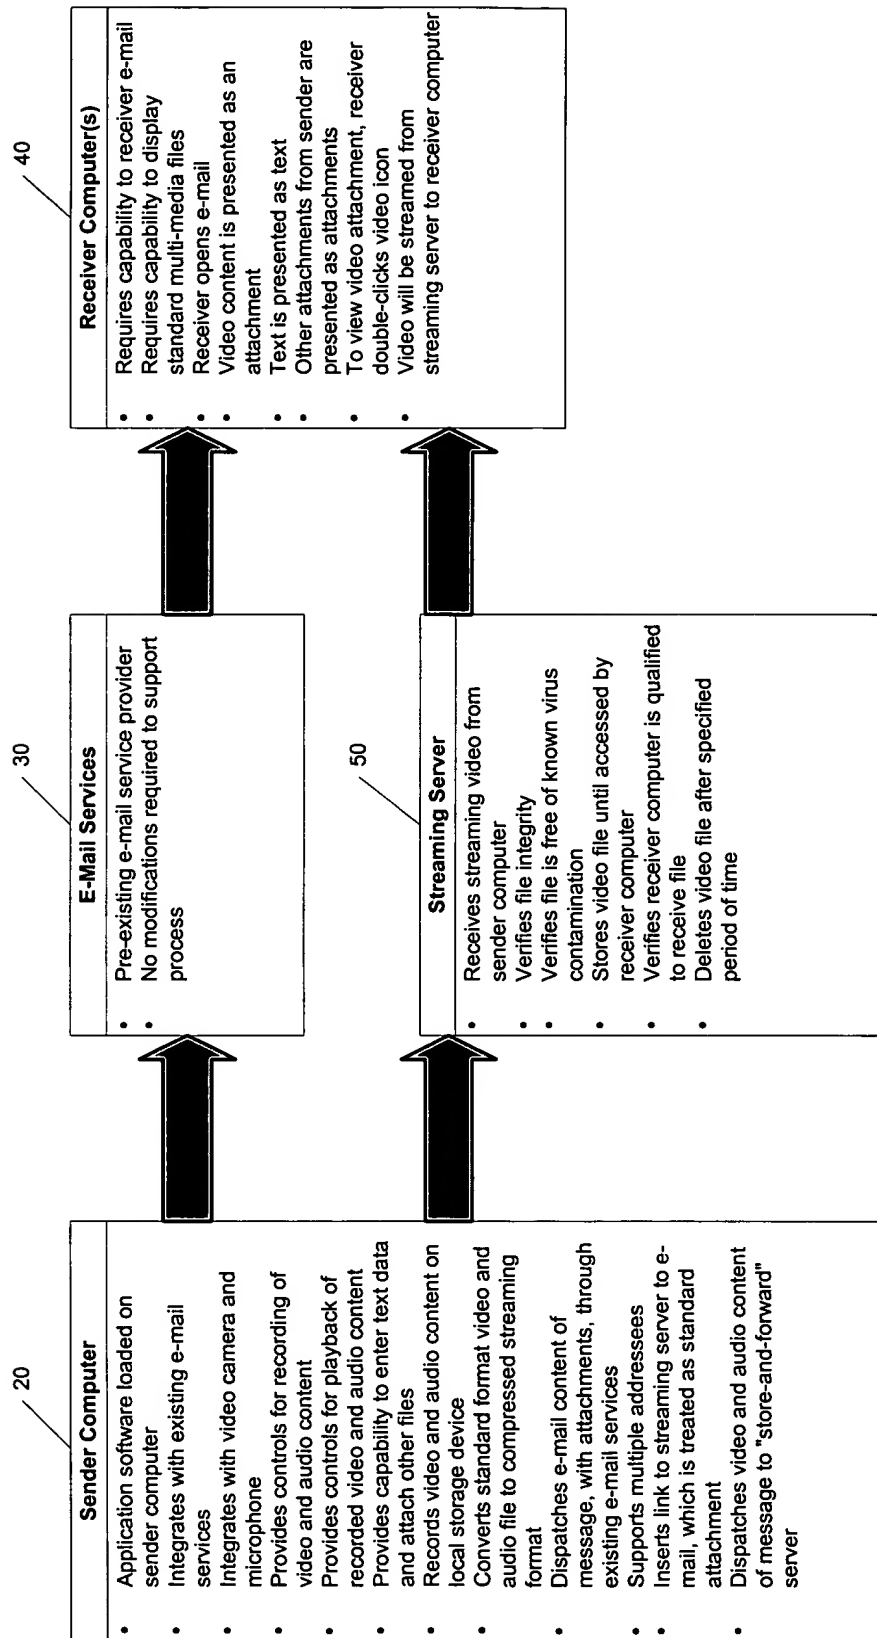 20
Sender Computer
• Application software loaded on
sender computer
• Integrates with existing e-mail
services
• Integrates with video camera and
microphone
• Provides controls for recording of
video and audio content
• Provides controls for playback of
recorded video and audio content
• Provides capability to enter text data
and attach other files
• Records video and audio content on
local storage device
• Converts standard format video and
audio file to compressed streaming
format
• Dispatches e-mail content of
message, with attachments, through
existing e-mail services
• Supports multiple addressees
• Inserts link to streaming server to e-
mail, which is treated as standard
attachment
• Dispatches video and audio content
of message to "store-and-forward"
server
30
E-Mail Services
• Pre-existing e-mail service provider
• No modifications required to support
process
50
Streaming Server
• Receives streaming video from
sender computer
• Verifies file integrity
• Verifies file is free of known virus
contamination
• Stores video file until accessed by
receiver computer
• Verifies receiver computer is qualified
to receive file
• Deletes video file after specified
period of time
40
Receiver Computer(s)
• Requires capability to receiver e-mail
• Requires capability to display
standard multi-media files
• Receiver opens e-mail
• Video content is presented as an
attachment
• Text is presented as text
• Other attachments from sender are
presented as attachments
• To view video attachment, receiver
double-clicks video icon
• Video will be streamed from
streaming server to receiver computer